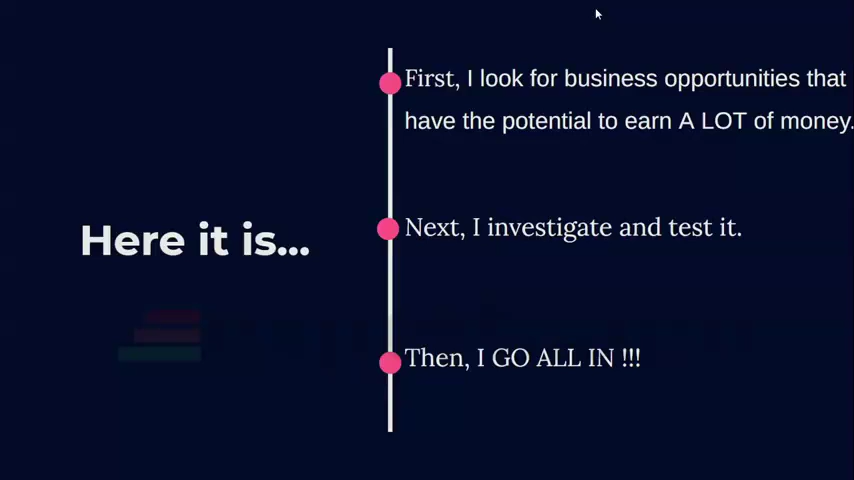 First, I look for business opportunities that
have the potential to earn A LOT of money.
Here it is...
Next, I investigate and test it.
Then, I GO ALL IN !!!